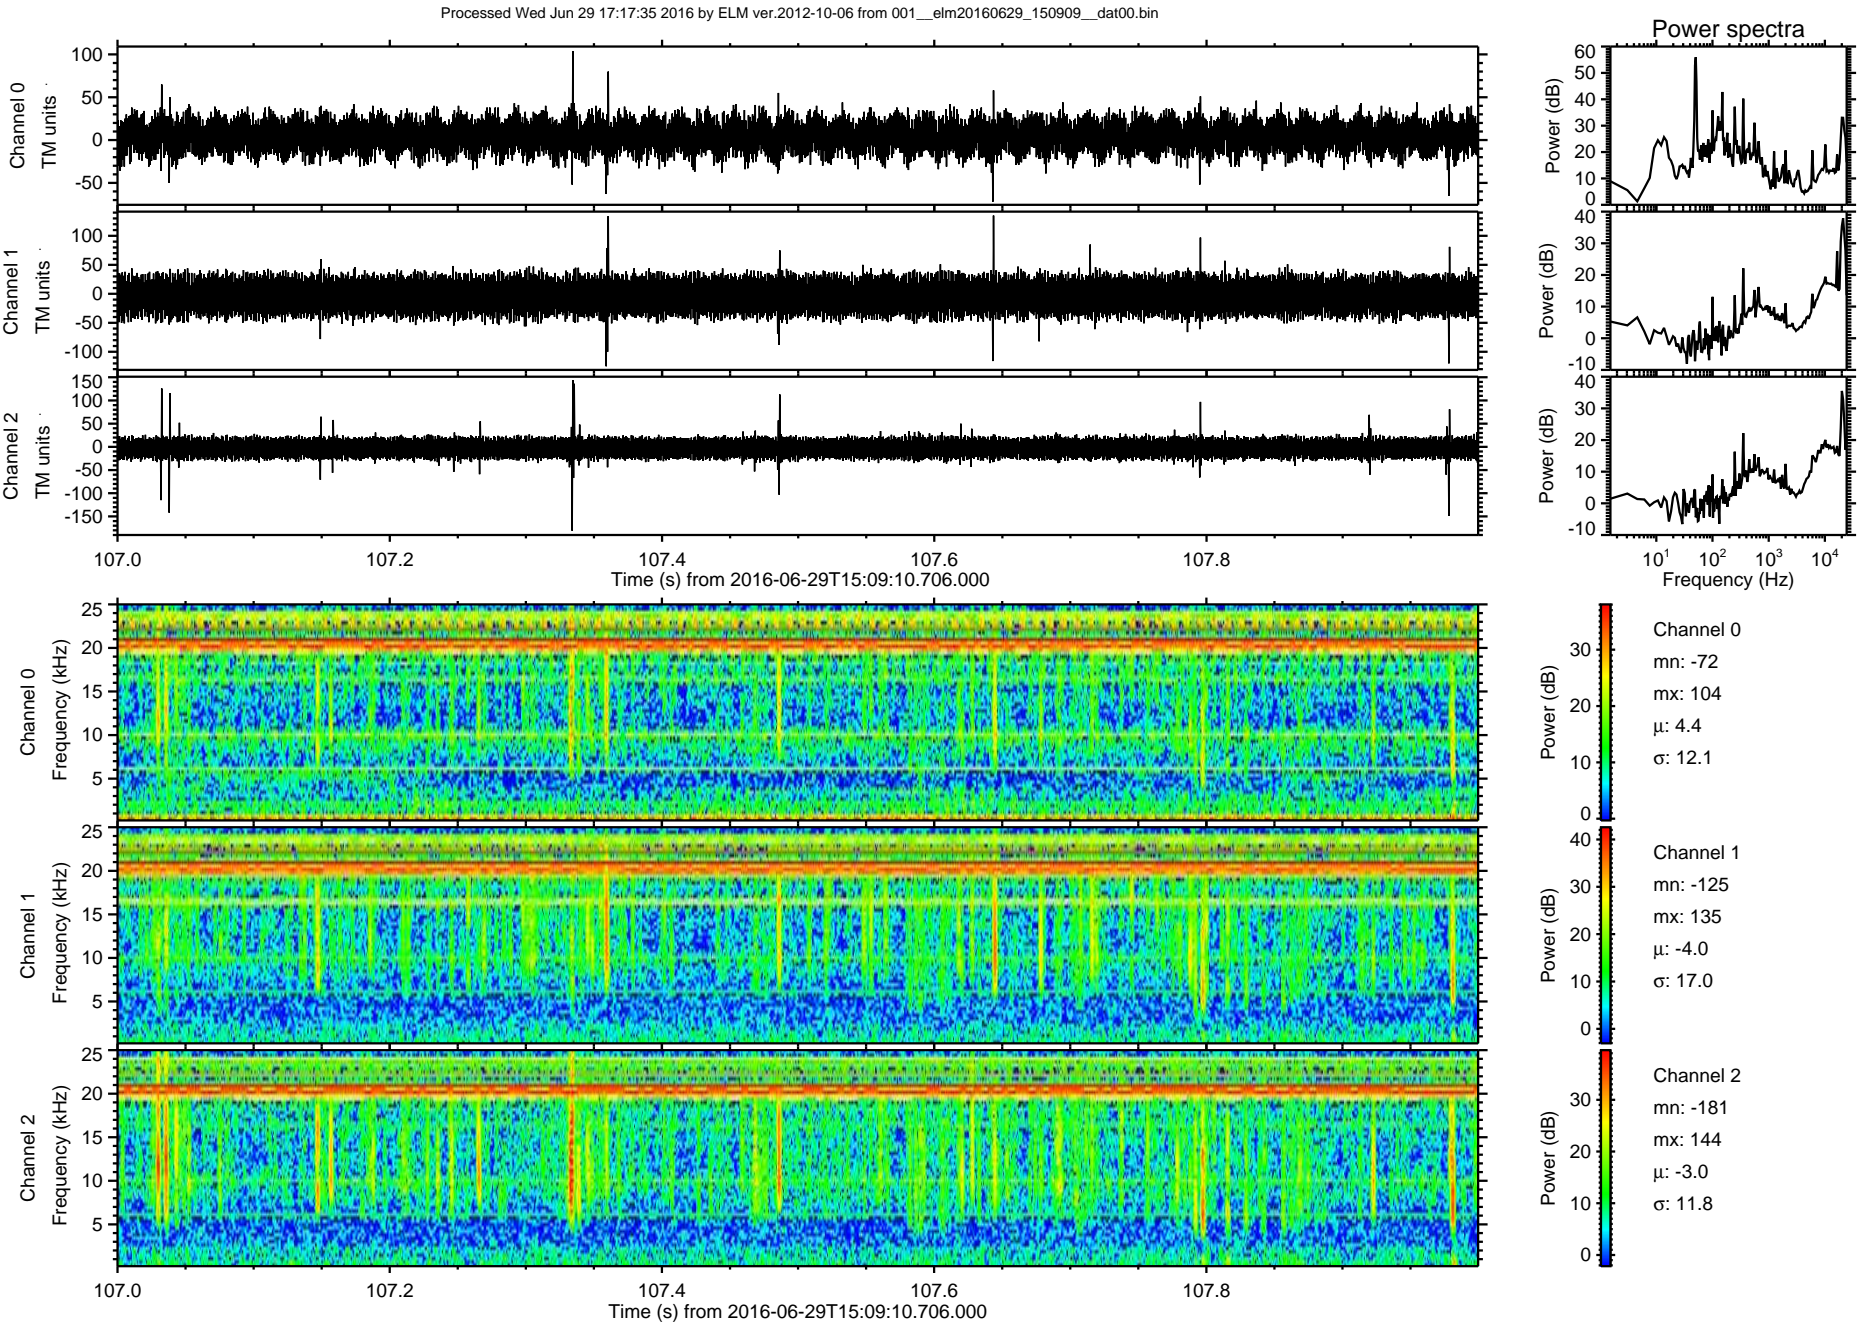 Processed Wed Jun 29 17:17:35 2016 by ELM ver.2012-10-06 from 001__elm20160629_150909__dat00.bin
Power spectra
Channel 0
TM units
100
50
0
-50
Power (dB)
60
50
40
30
20
10
0
Channel 1
TM units
100
50
0
-50
-100
Power (dB)
40
30
20
10
0
-10
Channel 2
TM units
150
100
50
0
-50
-100
-150
Power (dB)
40
30
20
10
0
-10
107.0 107.2 107.4 107.6 107.8
Time (s) from 2016-06-29T15:09:10.706.000
10^1 10^2 10^3 10^4
Frequency (Hz)
Channel 0
Frequency (kHz)
25
20
15
10
5
Power (dB)
30
20
10
0
Channel 0
mn: -72
mx: 104
μ: 4.4
σ: 12.1
Channel 1
Frequency (kHz)
25
20
15
10
5
Power (dB)
40
30
20
10
0
Channel 1
mn: -125
mx: 135
μ: -4.0
σ: 17.0
Channel 2
Frequency (kHz)
25
20
15
10
5
Power (dB)
30
20
10
0
Channel 2
mn: -181
mx: 144
μ: -3.0
σ: 11.8
107.0 107.2 107.4 107.6 107.8
Time (s) from 2016-06-29T15:09:10.706.000